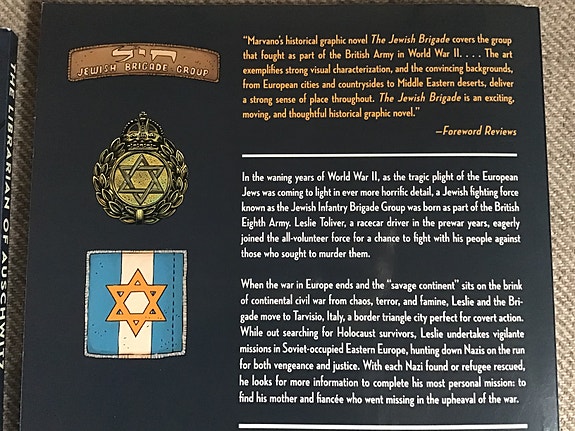 THE LIBRARIAN OF AUSCHWITZ
חי״ל
JEWISH BRIGADE GROUP
“Marvano’s historical graphic novel The Jewish Brigade covers the group
that fought as part of the British Army in World War II. . . . The art
exemplifies strong visual characterization, and the convincing backgrounds,
from European cities and countrysides to Middle Eastern deserts, deliver
a strong sense of place throughout. The Jewish Brigade is an exciting,
moving, and thoughtful historical graphic novel.”
—Foreword Reviews
In the waning years of World War II, as the tragic plight of the European
Jews was coming to light in ever more horrific detail, a Jewish fighting force
known as the Jewish Infantry Brigade Group was born as part of the British
Eighth Army. Leslie Toliver, a racecar driver in the prewar years, eagerly
joined the all-volunteer force for a chance to fight with his people against
those who sought to murder them.
When the war in Europe ends and the “savage continent” sits on the brink
of continental civil war from chaos, terror, and famine, Leslie and the Bri-
gade move to Tarvisio, Italy, a border triangle city perfect for covert action.
While out searching for Holocaust survivors, Leslie undertakes vigilante
missions in Soviet-occupied Eastern Europe, hunting down Nazis on the run
for both vengeance and justice. With each Nazi found or refugee rescued,
he looks for more information to complete his most personal mission: to
find his mother and fiancée who went missing in the upheaval of the war.